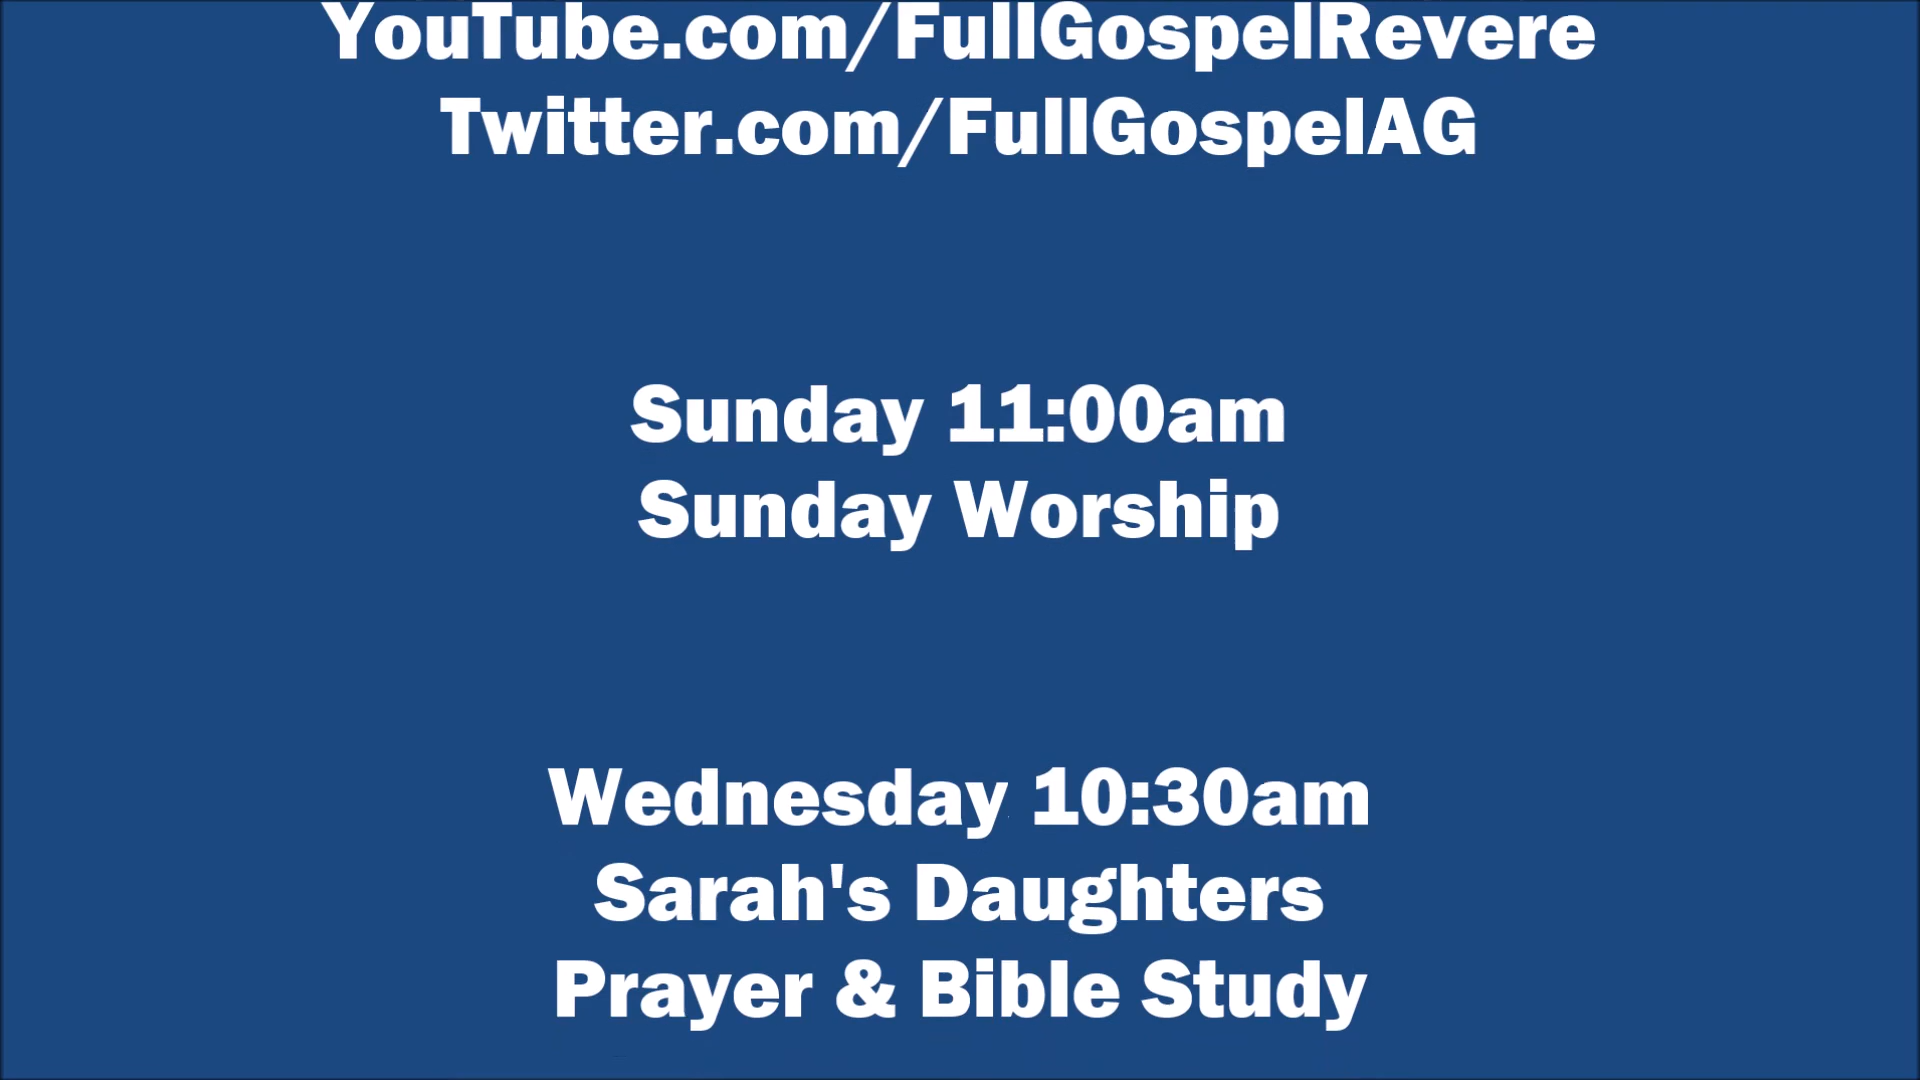 YouTube.com/FullGospelRevere
Twitter.com/FullGospelAG
Sunday 11:00am
Sunday Worship
Wednesday 10:30am
Sarah's Daughters
Prayer & Bible Study